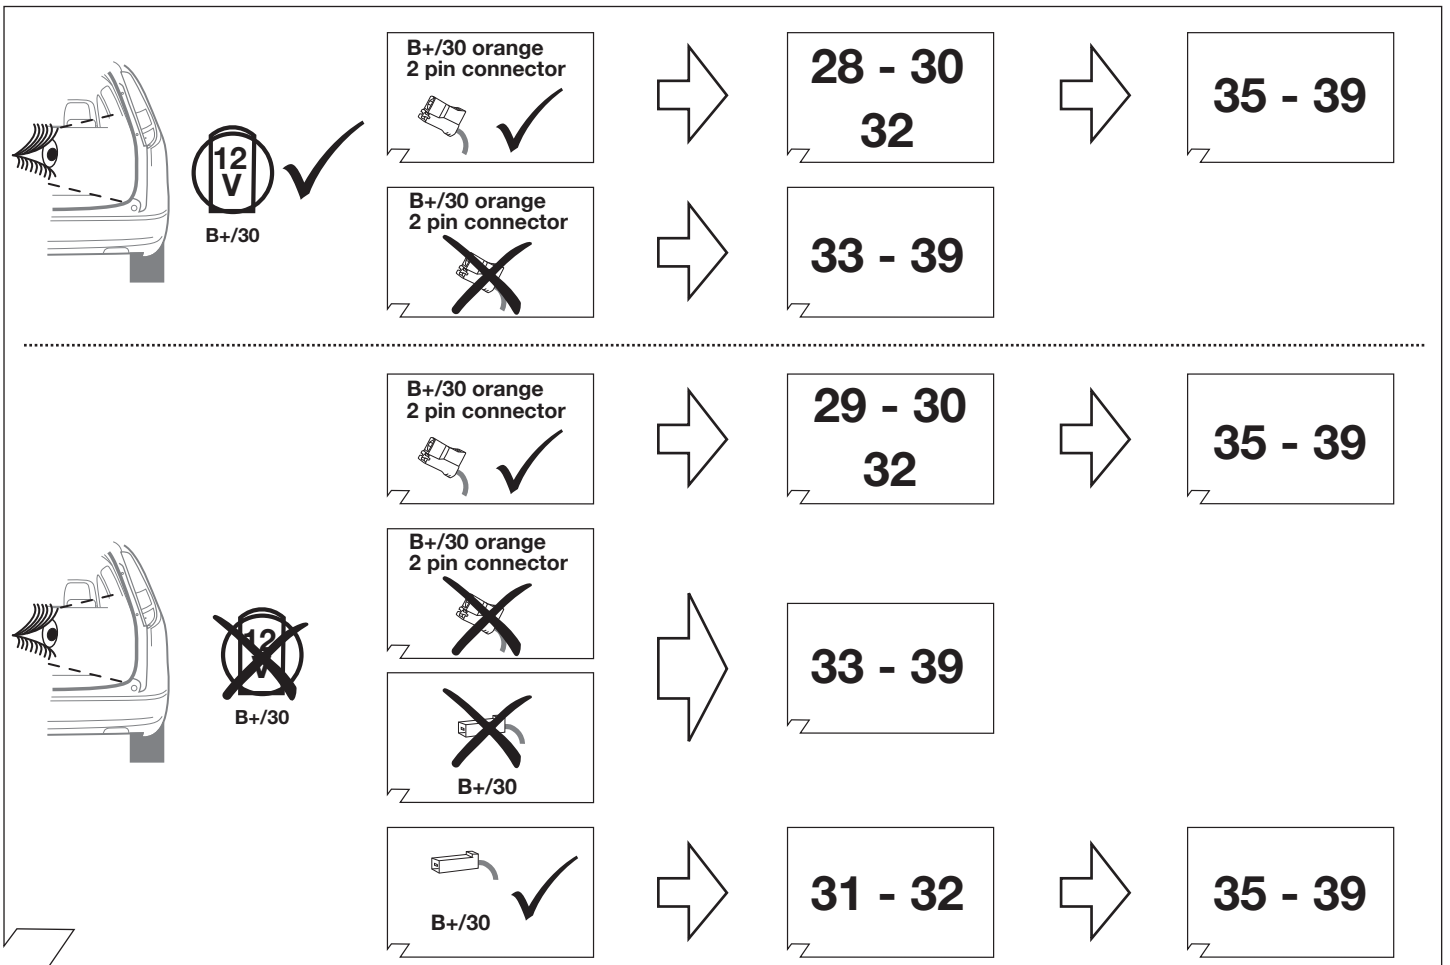 B+/30 orange
2 pin connector
28 - 30
32
35 - 39
12
V
B+/30
B+/30 orange
2 pin connector
33 - 39
B+/30 orange
2 pin connector
29 - 30
32
35 - 39
B+/30 orange
2 pin connector
12
V
B+/30
33 - 39
B+/30
B+/30
31 - 32
35 - 39